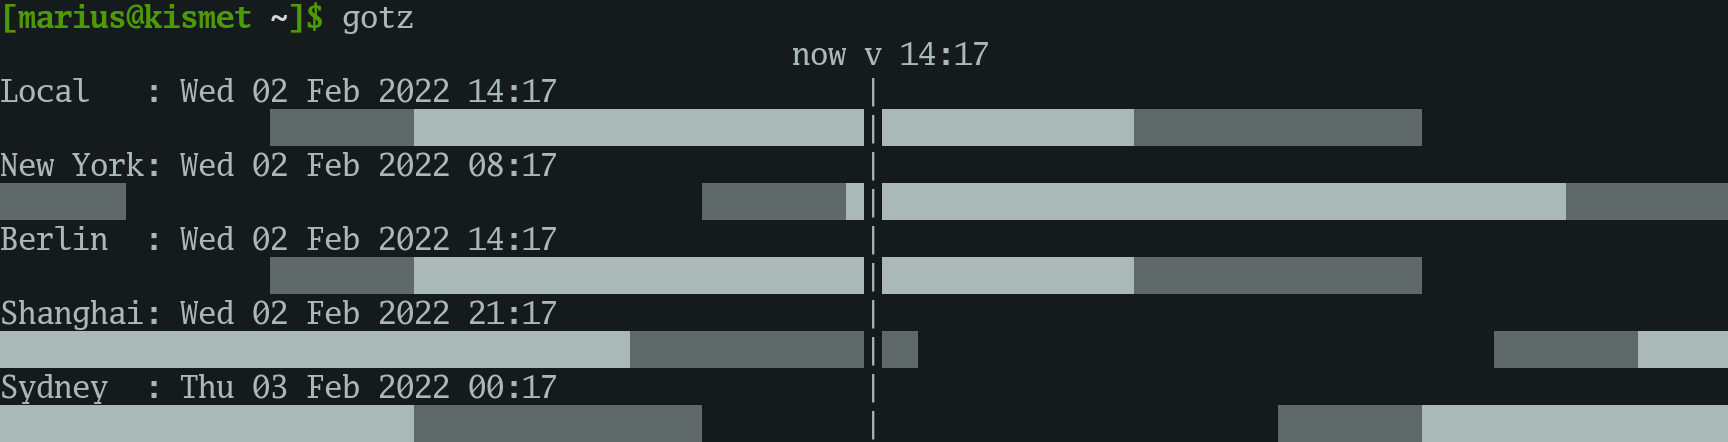 [marius@kismet ~]$ gotz
now v 14:17
Local   : Wed 02 Feb 2022 14:17
New York: Wed 02 Feb 2022 08:17
Berlin  : Wed 02 Feb 2022 14:17
Shanghai: Wed 02 Feb 2022 21:17
Sydney  : Thu 03 Feb 2022 00:17